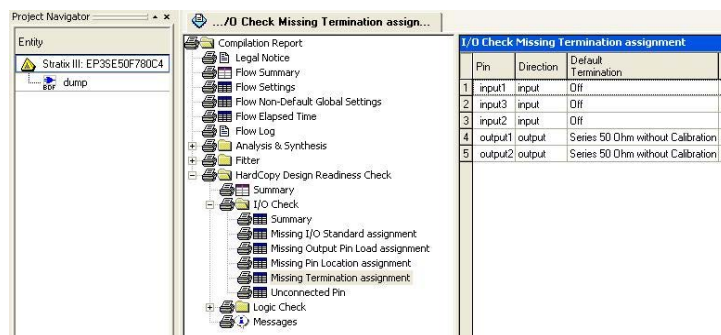 Project Navigator
Entity
Stratix III: EP3SE50F780C4
BDF dump
.../O Check Missing Termination assign...
Compilation Report
Legal Notice
Flow Summary
Flow Settings
Flow Non-Default Global Settings
Flow Elapsed Time
Flow Log
Analysis & Synthesis
Fitter
HardCopy Design Readiness Check
Summary
I/O Check
Summary
Missing I/O Standard assignment
Missing Output Pin Load assignment
Missing Pin Location assignment
Missing Termination assignment
Unconnected Pin
Logic Check
Messages
I/O Check Missing Termination assignment
Pin Direction Default Termination
1 input1 input Off
2 input3 input Off
3 input2 input Off
4 output1 output Series 50 Ohm without Calibration
5 output2 output Series 50 Ohm without Calibration